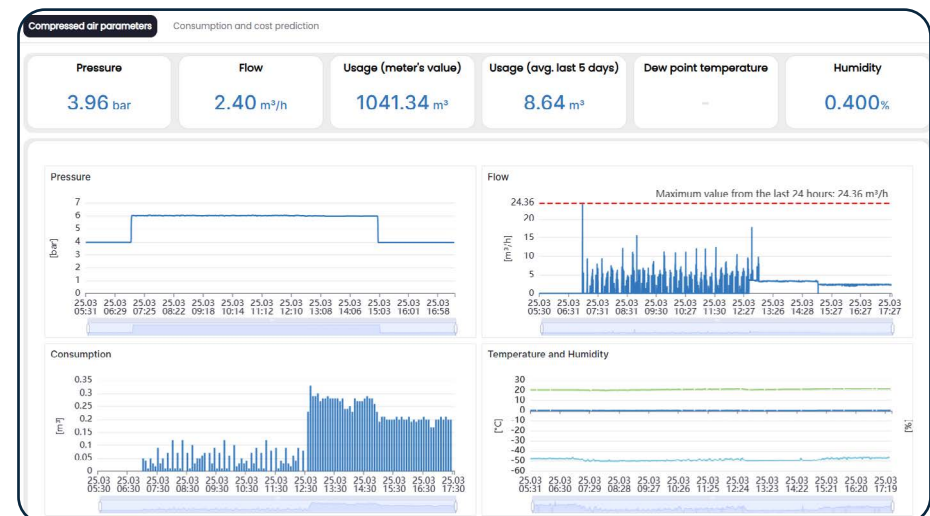 Compressed air parameters Consumption and cost prediction
Pressure Flow Usage (meter's value) Usage (avg. last 5 days) Dew point temperature Humidity
3.96 bar 2.40 m³/h 1041.34 m³ 8.64 m³ -- 0.400%
Pressure
7
6
5
4
3
2
1
0
[bar]
25.03 25.03 25.03 25.03 25.03 25.03 25.03 25.03 25.03 25.03 25.03 25.03 25.03
05:31 06:29 07:25 08:22 09:18 10:14 11:12 12:10 13:08 14:06 15:03 16:01 16:58
Flow
Maximum value from the last 24 hours: 24.36 m³/h
24.36
20
15
10
5
0
[m³/h]
25.03 25.03 25.03 25.03 25.03 25.03 25.03 25.03 25.03 25.03 25.03 25.03 25.03
05:30 06:31 07:31 08:31 09:30 10:27 11:30 12:27 13:26 14:28 15:27 16:27 17:27
Consumption
0.35
0.3
0.25
0.2
0.15
0.1
0.05
0
[m³]
25.03 25.03 25.03 25.03 25.03 25.03 25.03 25.03 25.03 25.03 25.03 25.03 25.03
05:30 06:30 07:30 08:30 09:30 10:30 11:30 12:30 13:30 14:30 15:30 16:30 17:30
Temperature and Humidity
30
20
10
0
-10
-20
-30
-40
-50
-60
[°C]
[%]
25.03 25.03 25.03 25.03 25.03 25.03 25.03 25.03 25.03 25.03 25.03 25.03 25.03
05:31 06:30 07:29 08:28 09:27 10:26 11:25 12:24 13:23 14:22 15:21 16:20 17:19